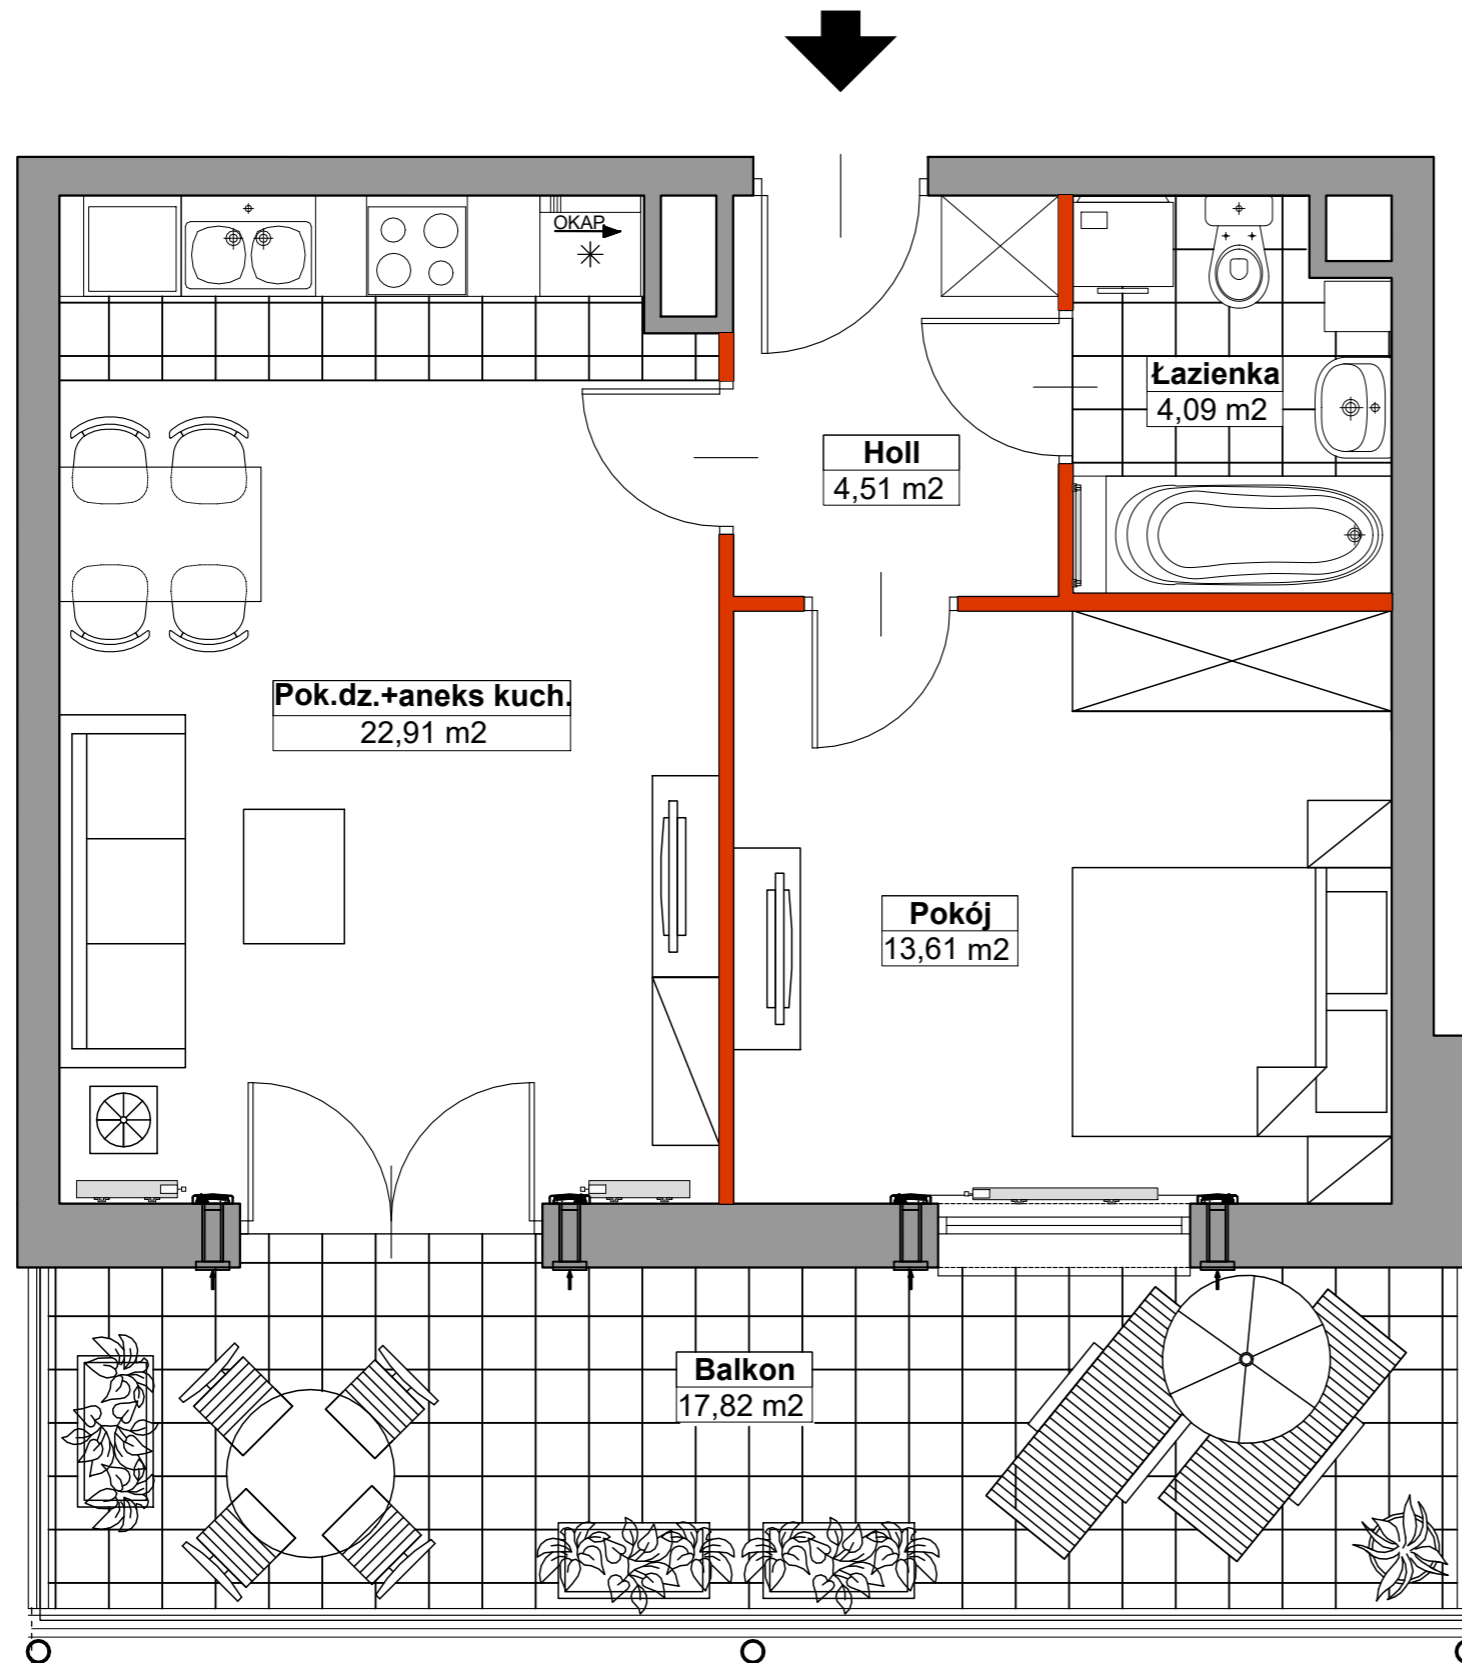 OKAP
Łazienka
4,09 m2
Holl
4,51 m2
Pok.dz.+aneks kuch.
22,91 m2
Pokój
13,61 m2
Balkon
17,82 m2